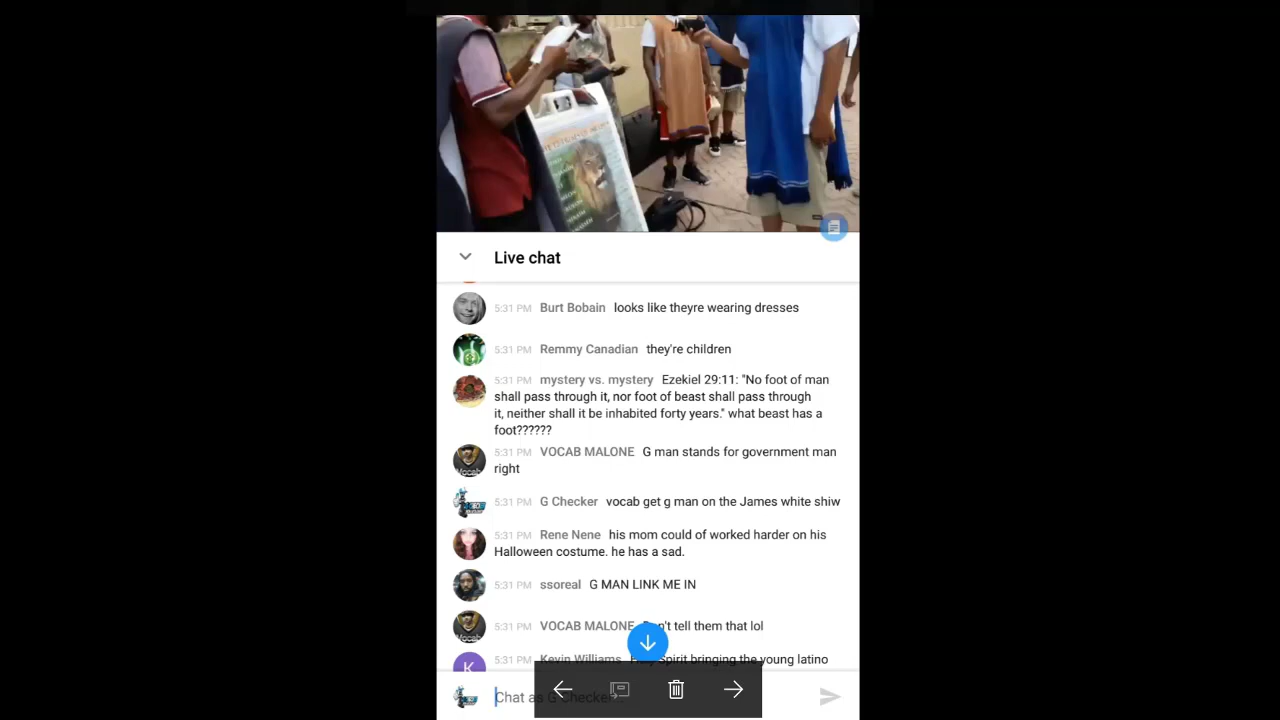 Live chat
5:31 PM Burt Bobain looks like theyre wearing dresses
5:31 PM Remmy Canadian they're children
5:31 PM mystery vs. mystery Ezekiel 29:11: "No foot of man
shall pass through it, nor foot of beast shall pass through
it, neither shall it be inhabited forty years." what beast has a
foot??????
5:31 PM VOCAB MALONE G man stands for government man
right
5:31 PM G Checker vocab get g man on the James white shiw
5:31 PM Rene Nene his mom could of worked harder on his
Halloween costume. he has a sad.
5:31 PM ssoreal G MAN LINK ME IN
5:31 PM VOCAB MALONE tell them that lol
K
5:31 PM Kevin Williams Spirit bringing the young latino
Chat as G Checker...